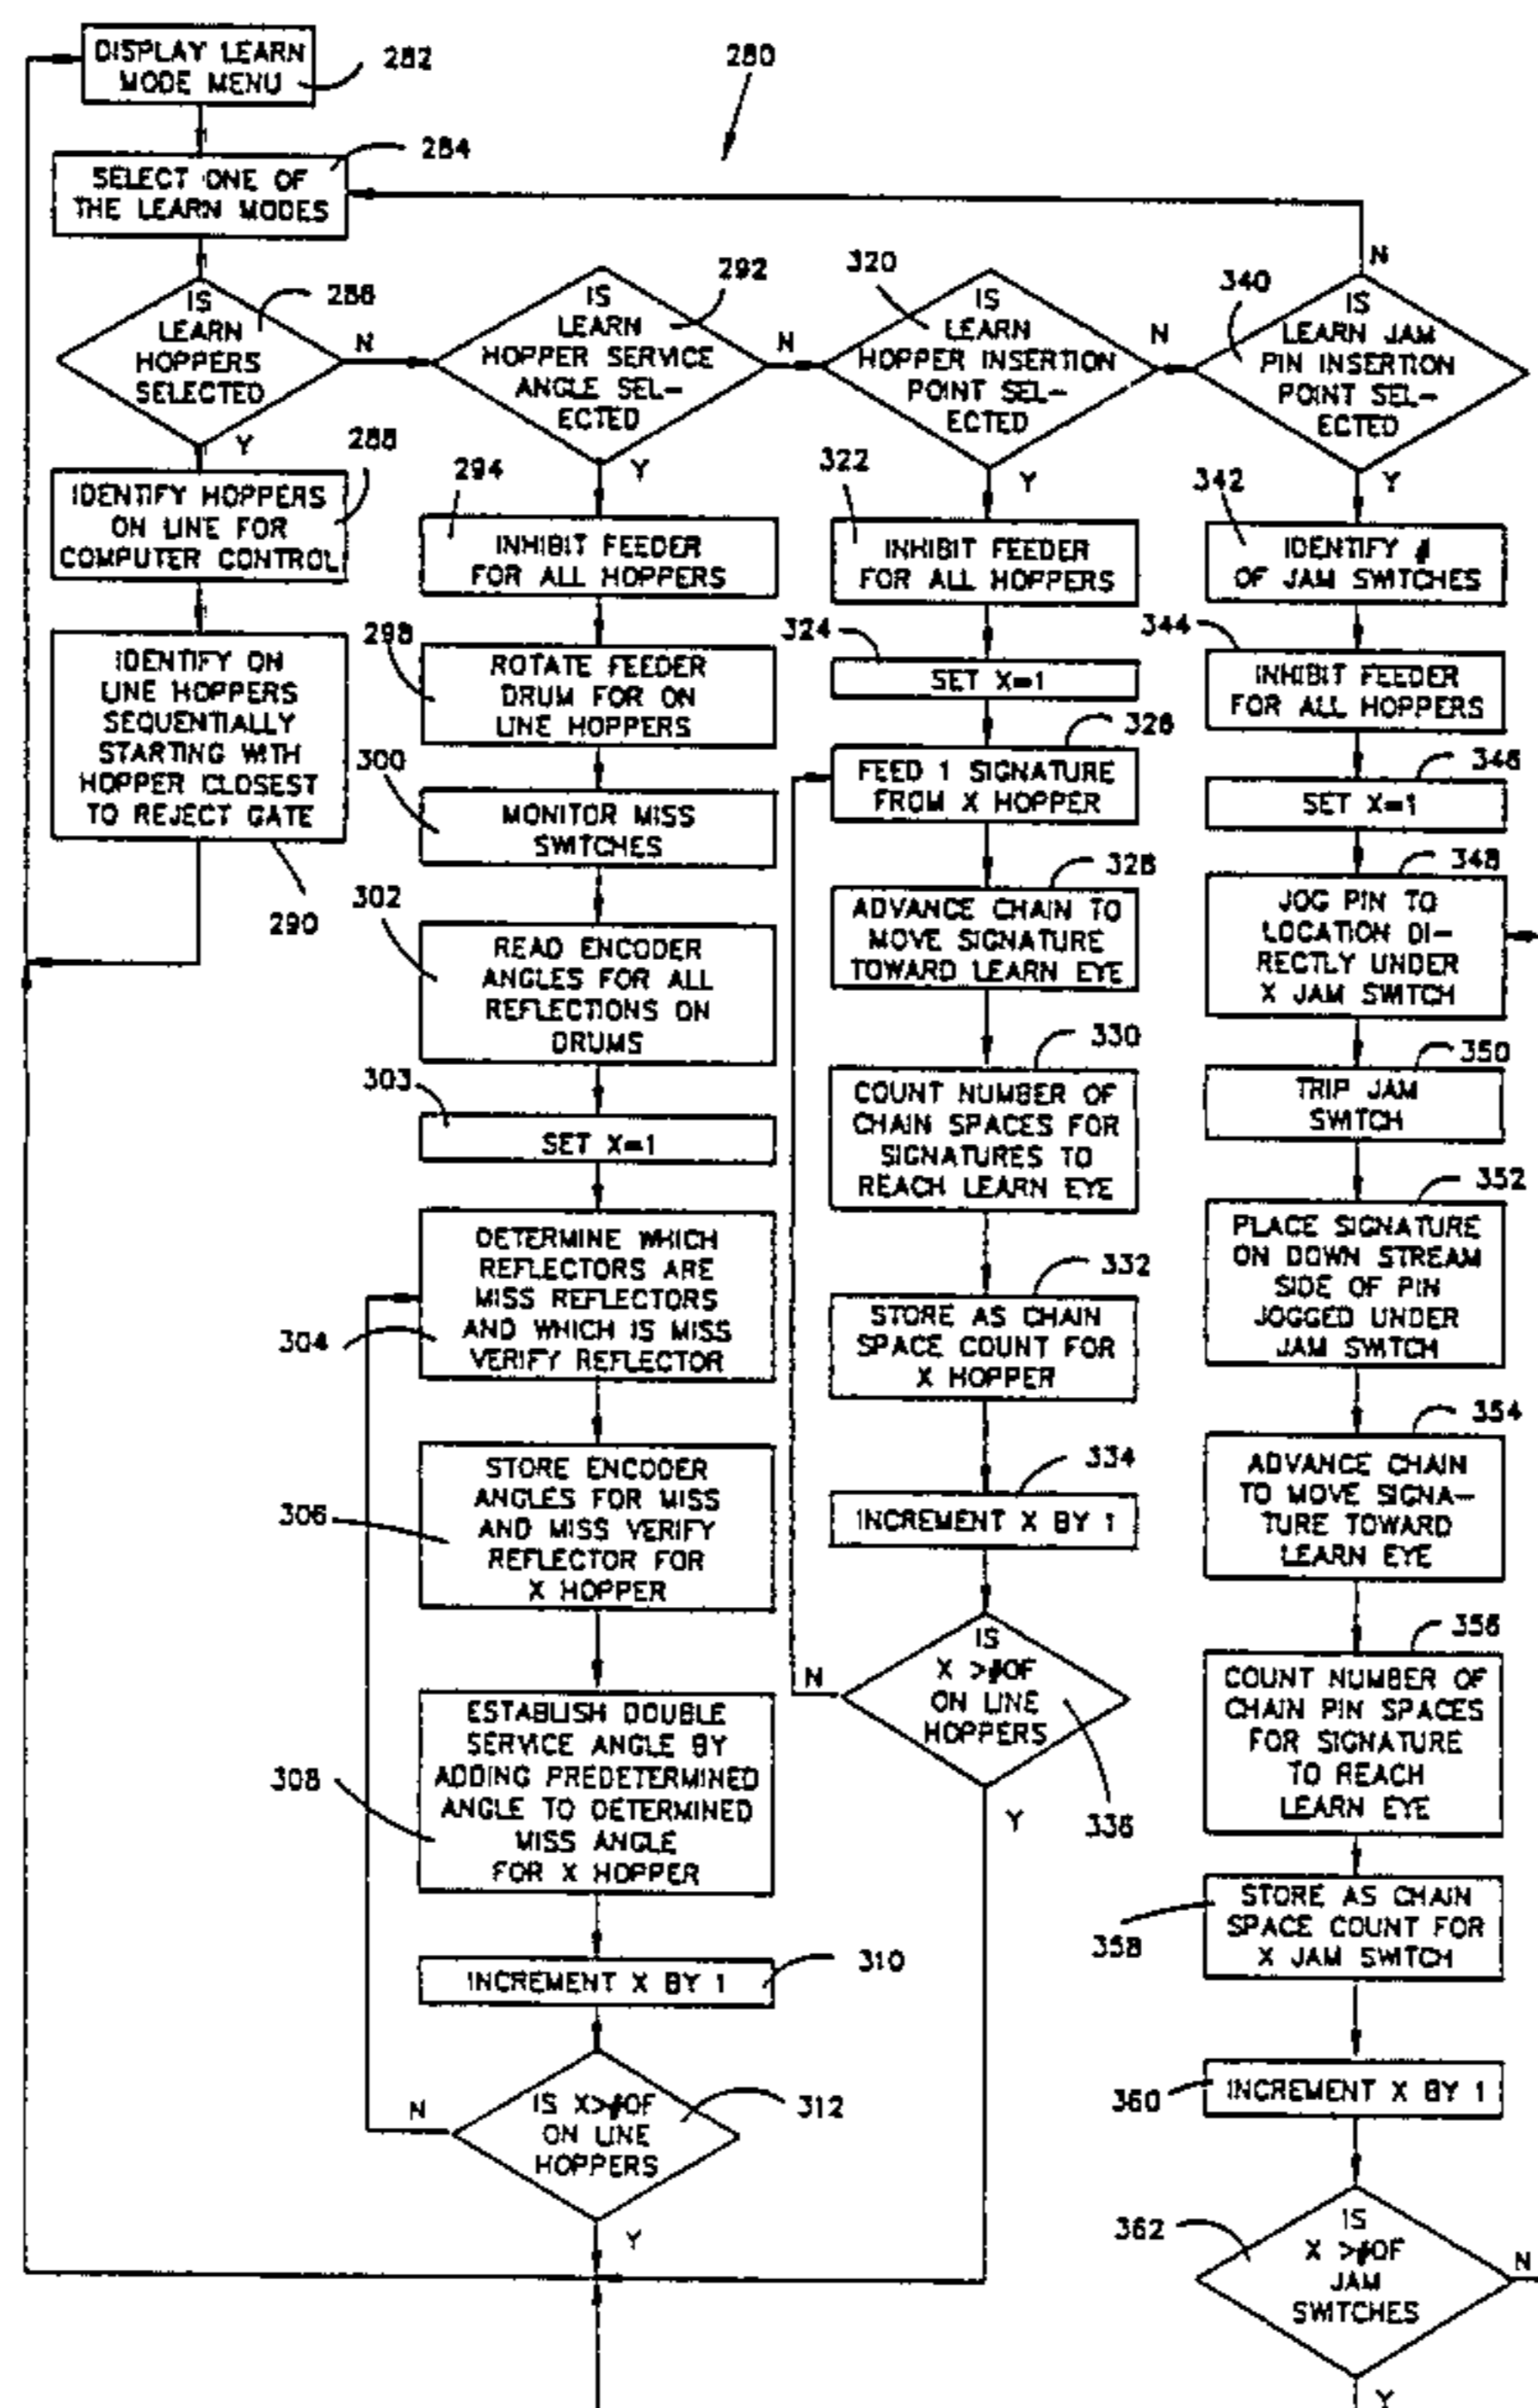 280
DISPLAY LEARN
MODE MENU
282
SELECT ONE OF
THE LEARN MODES
284
IS
LEARN
HOPPERS
SELECTED
286
N
Y
IDENTIFY HOPPERS
ON LINE FOR
COMPUTER CONTROL
288
IDENTIFY ON
LINE HOPPERS
SEQUENTIALLY
STARTING WITH
HOPPER CLOSEST
TO REJECT GATE
290
IS
LEARN
HOPPER SERVICE
ANGLE SEL-
ECTED
292
N
Y
294
INHIBIT FEEDER
FOR ALL HOPPERS
298
ROTATE FEEDER
DRUM FOR ON
LINE HOPPERS
300
MONITOR MISS
SWITCHES
302
READ ENCODER
ANGLES FOR ALL
REFLECTIONS ON
DRUMS
303
SET X=1
DETERMINE WHICH
REFLECTORS ARE
MISS REFLECTORS
AND WHICH IS MISS
VERIFY REFLECTOR
304
STORE ENCODER
ANGLES FOR MISS
AND MISS VERIFY
REFLECTOR FOR
X HOPPER
306
ESTABLISH DOUBLE
SERVICE ANGLE BY
ADDING PREDETERMINED
ANGLE TO DETERMINED
MISS ANGLE
FOR X HOPPER
308
INCREMENT X BY 1
310
IS X># OF
ON LINE
HOPPERS
312
N
Y
320
IS
LEARN
HOPPER INSERTION
POINT SEL-
ECTED
N
Y
322
INHIBIT FEEDER
FOR ALL HOPPERS
324
SET X=1
326
FEED 1 SIGNATURE
FROM X HOPPER
328
ADVANCE CHAIN TO
MOVE SIGNATURE
TOWARD LEARN EYE
330
COUNT NUMBER OF
CHAIN SPACES FOR
SIGNATURES TO
REACH LEARN EYE
332
STORE AS CHAIN
SPACE COUNT FOR
X HOPPER
334
INCREMENT X BY 1
IS
X ># OF
ON LINE
HOPPERS
336
N
Y
340
IS
LEARN JAM
PIN INSERTION
POINT SEL-
ECTED
N
Y
342
IDENTIFY #
OF JAM SWITCHES
344
INHIBIT FEEDER
FOR ALL HOPPERS
346
SET X=1
348
JOG PIN TO
LOCATION DI-
RECTLY UNDER
X JAM SWITCH
350
TRIP JAM
SWITCH
352
PLACE SIGNATURE
ON DOWN STREAM
SIDE OF PIN
JOGGED UNDER
JAM SWITCH
354
ADVANCE CHAIN
TO MOVE SIGNA-
TURE TOWARD
LEARN EYE
356
COUNT NUMBER OF
CHAIN PIN SPACES
FOR SIGNATURE
TO REACH
LEARN EYE
358
STORE AS CHAIN
SPACE COUNT FOR
X JAM SWITCH
360
INCREMENT X BY 1
362
IS
X ># OF
JAM
SWITCHES
N
Y